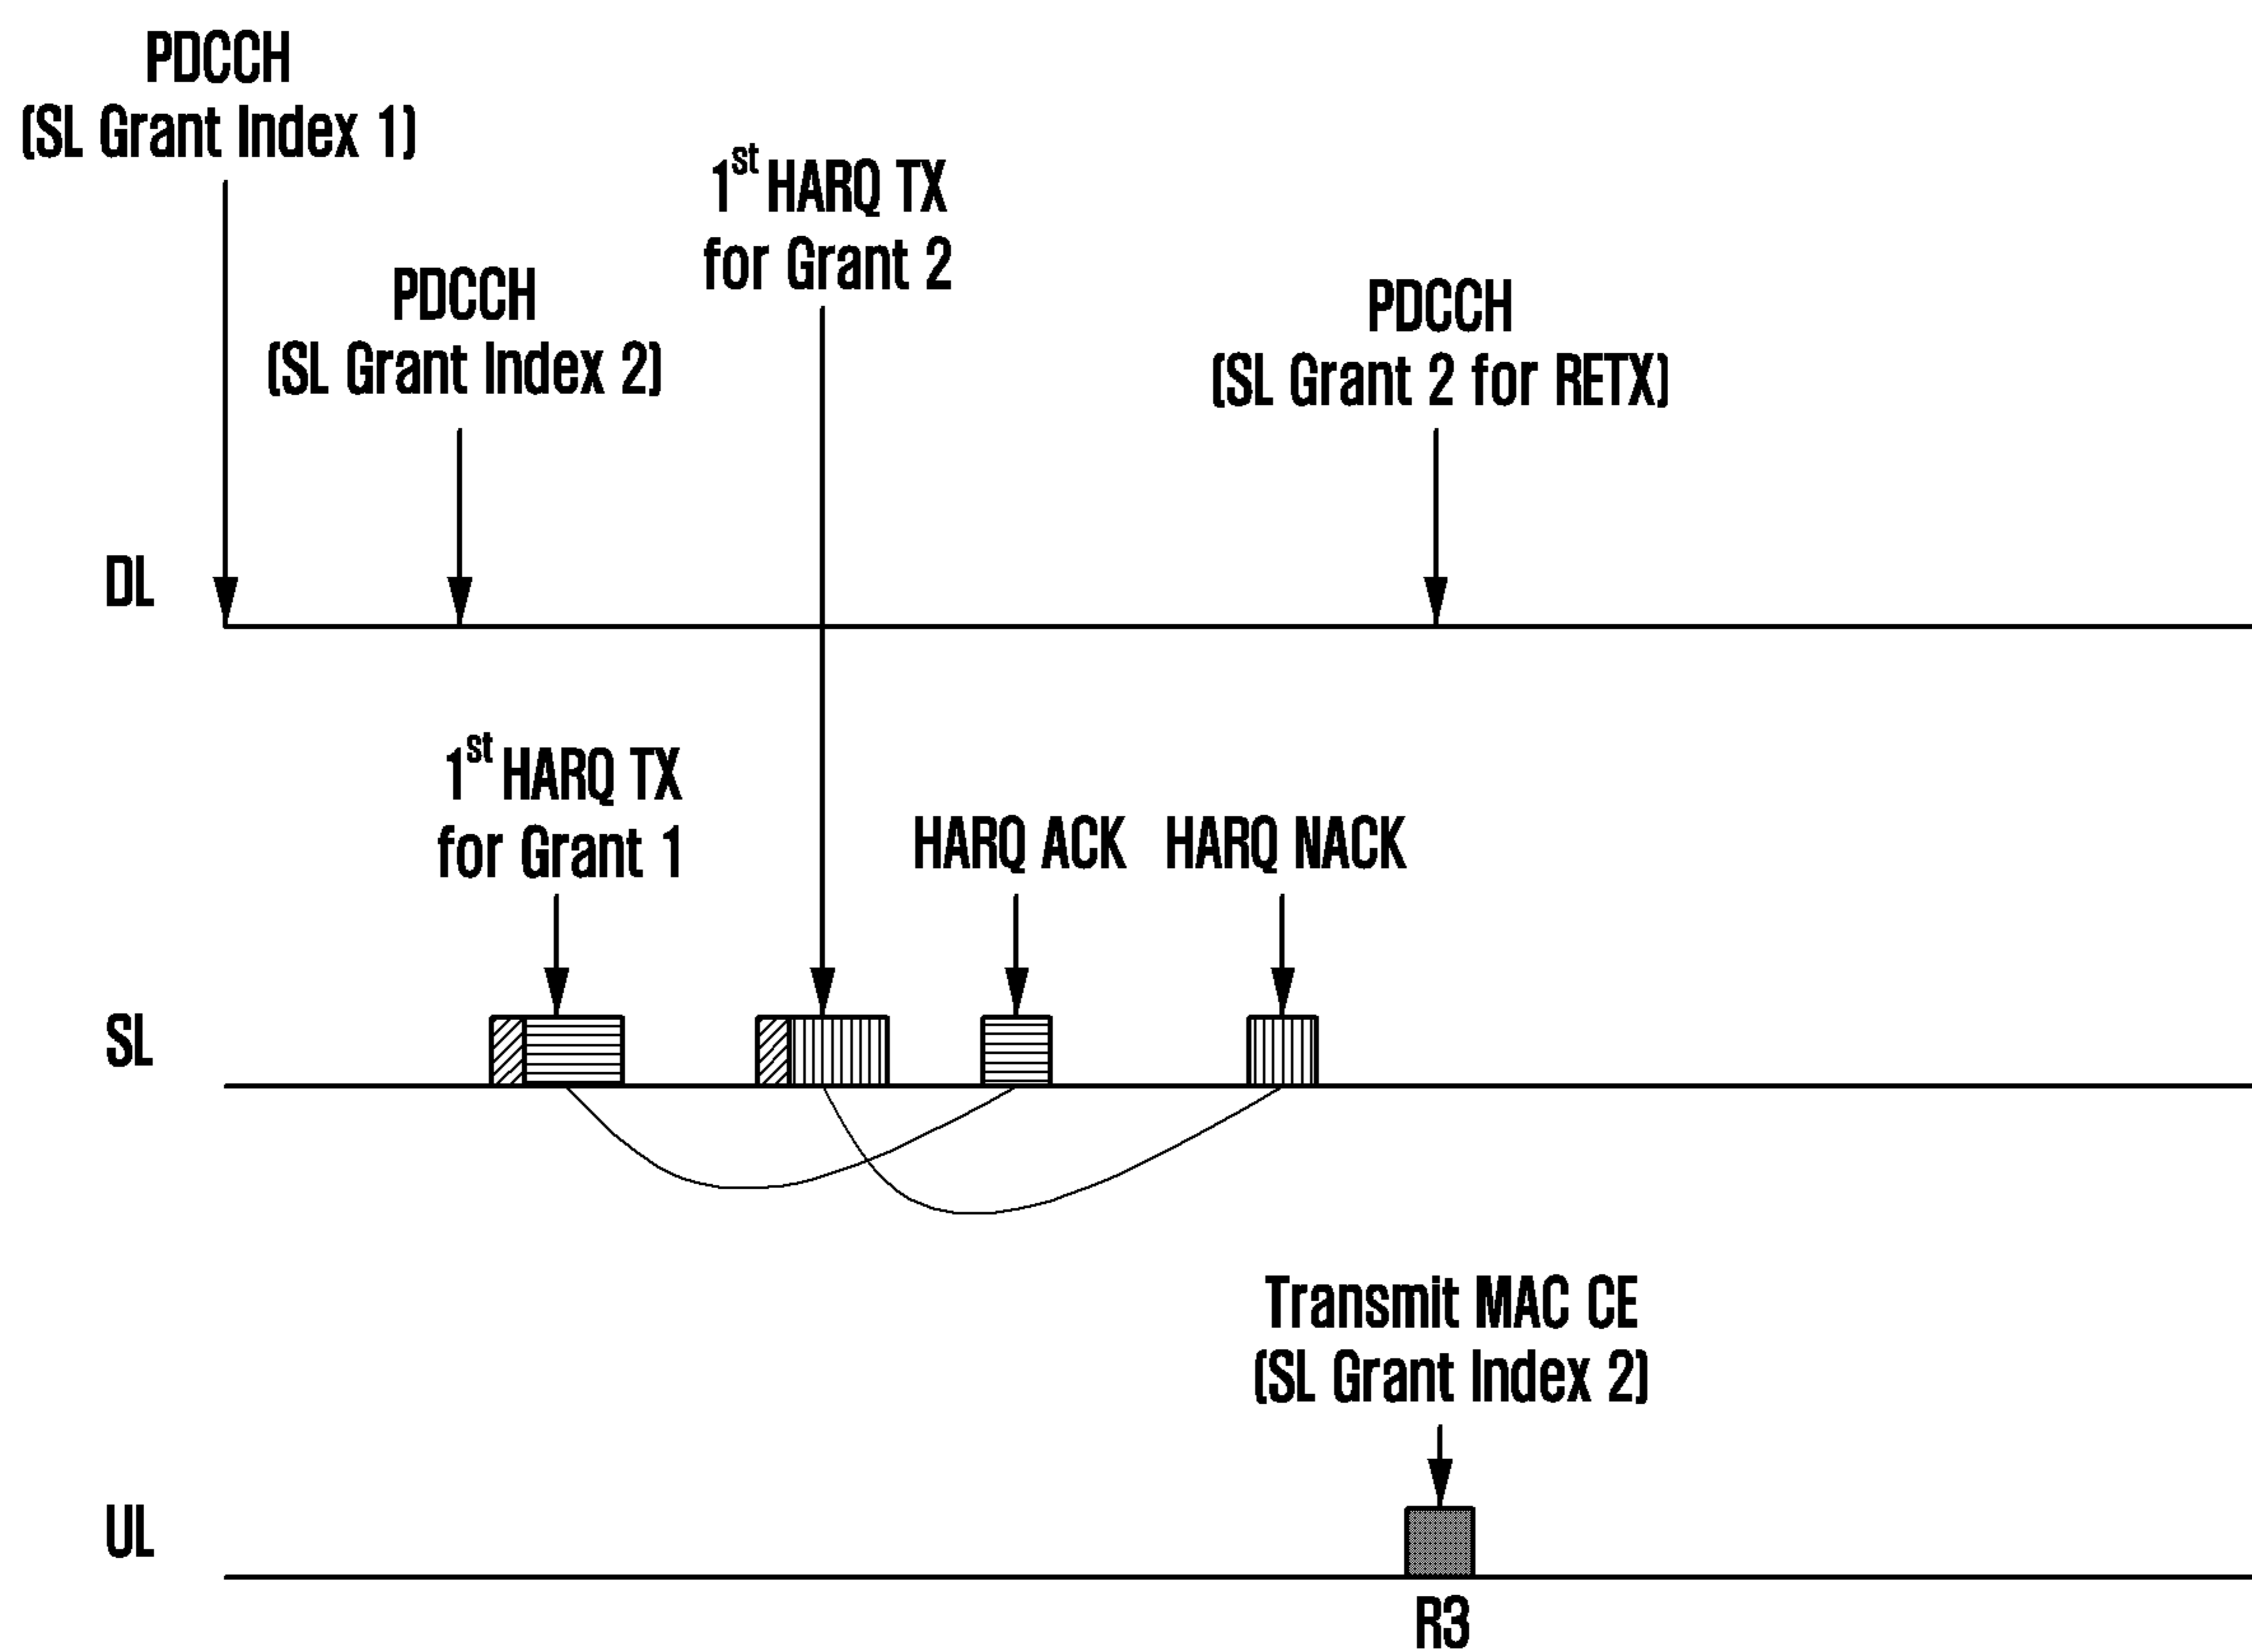 PDCCH
(SL Grant Index 1)
1st HARQ TX
for Grant 2
PDCCH
(SL Grant Index 2)
PDCCH
(SL Grant 2 for RETX)
DL
1st HARQ TX
for Grant 1
HARQ ACK
HARQ NACK
SL
Transmit MAC CE
(SL Grant Index 2)
UL
R3